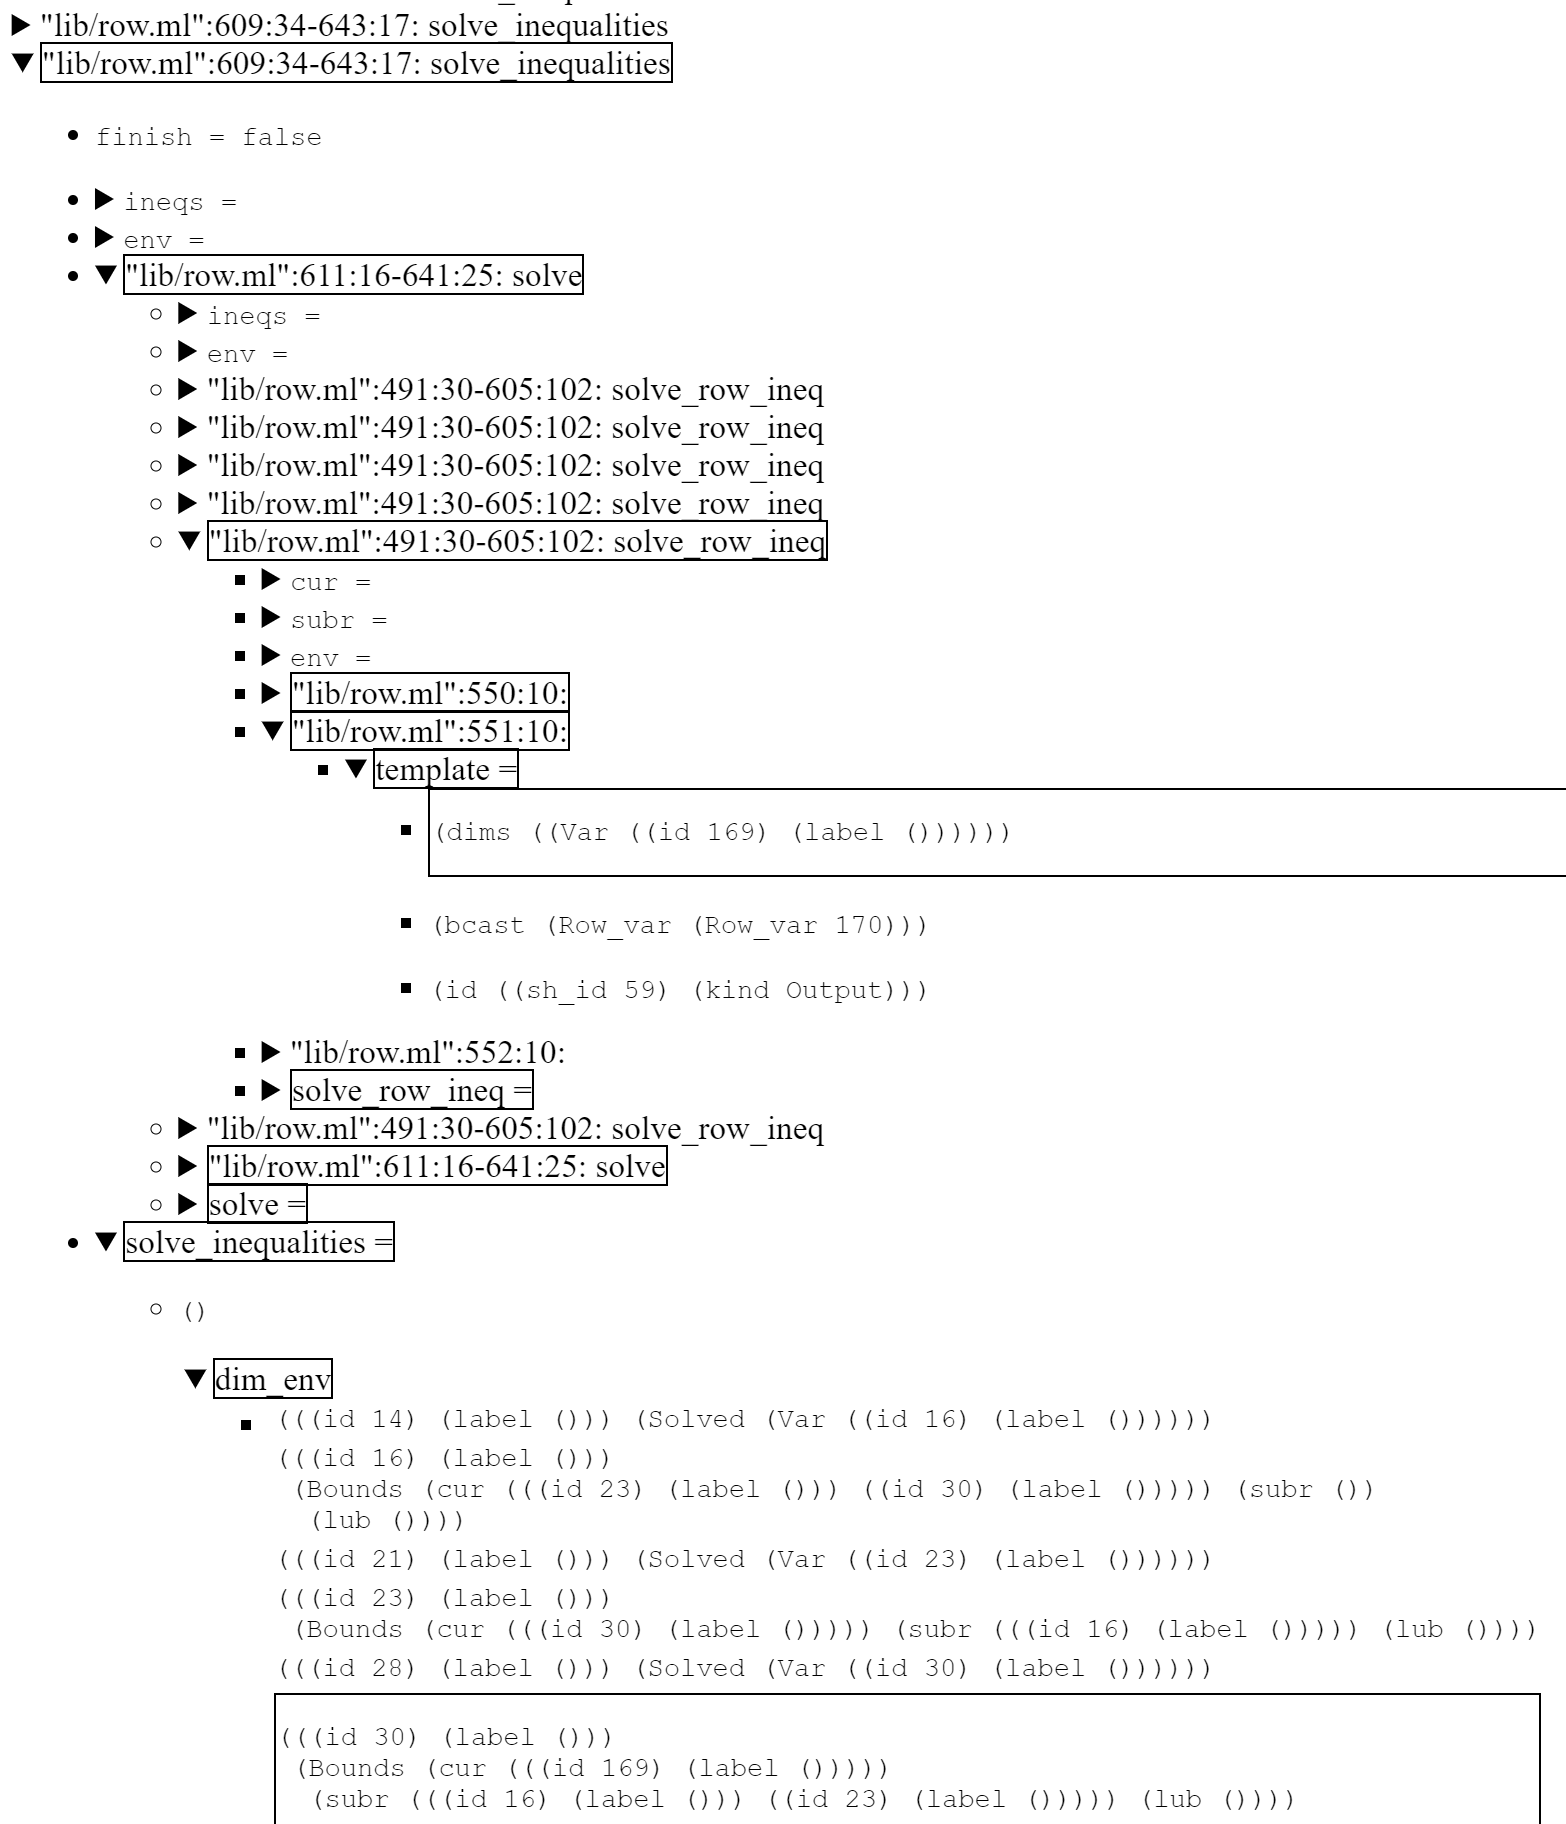 "lib/row.ml":609:34-643:17: solve_inequalities
"lib/row.ml":609:34-643:17: solve_inequalities
finish = false
ineqs =
env =
"lib/row.ml":611:16-641:25: solve
ineqs =
env =
"lib/row.ml":491:30-605:102: solve_row_ineq
"lib/row.ml":491:30-605:102: solve_row_ineq
"lib/row.ml":491:30-605:102: solve_row_ineq
"lib/row.ml":491:30-605:102: solve_row_ineq
"lib/row.ml":491:30-605:102: solve_row_ineq
cur =
subr =
env =
"lib/row.ml":550:10:
"lib/row.ml":551:10:
template =
(dims ((Var ((id 169) (label ())))))
(bcast (Row_var (Row_var 170)))
(id ((sh_id 59) (kind Output)))
"lib/row.ml":552:10:
solve_row_ineq =
"lib/row.ml":491:30-605:102: solve_row_ineq
"lib/row.ml":611:16-641:25: solve
solve =
solve_inequalities =
()
dim_env
(((id 14) (label ())) (Solved (Var ((id 16) (label ())))))
(((id 16) (label ()))
(Bounds (cur (((id 23) (label ())) ((id 30) (label ())))) (subr ())
(lub ())))
(((id 21) (label ())) (Solved (Var ((id 23) (label ())))))
(((id 23) (label ()))
(Bounds (cur (((id 30) (label ())))) (subr (((id 16) (label ())))) (lub ())))
(((id 28) (label ())) (Solved (Var ((id 30) (label ())))))
(((id 30) (label ()))
(Bounds (cur (((id 169) (label ()))))
(subr (((id 16) (label ())) ((id 23) (label ())))) (lub ())))